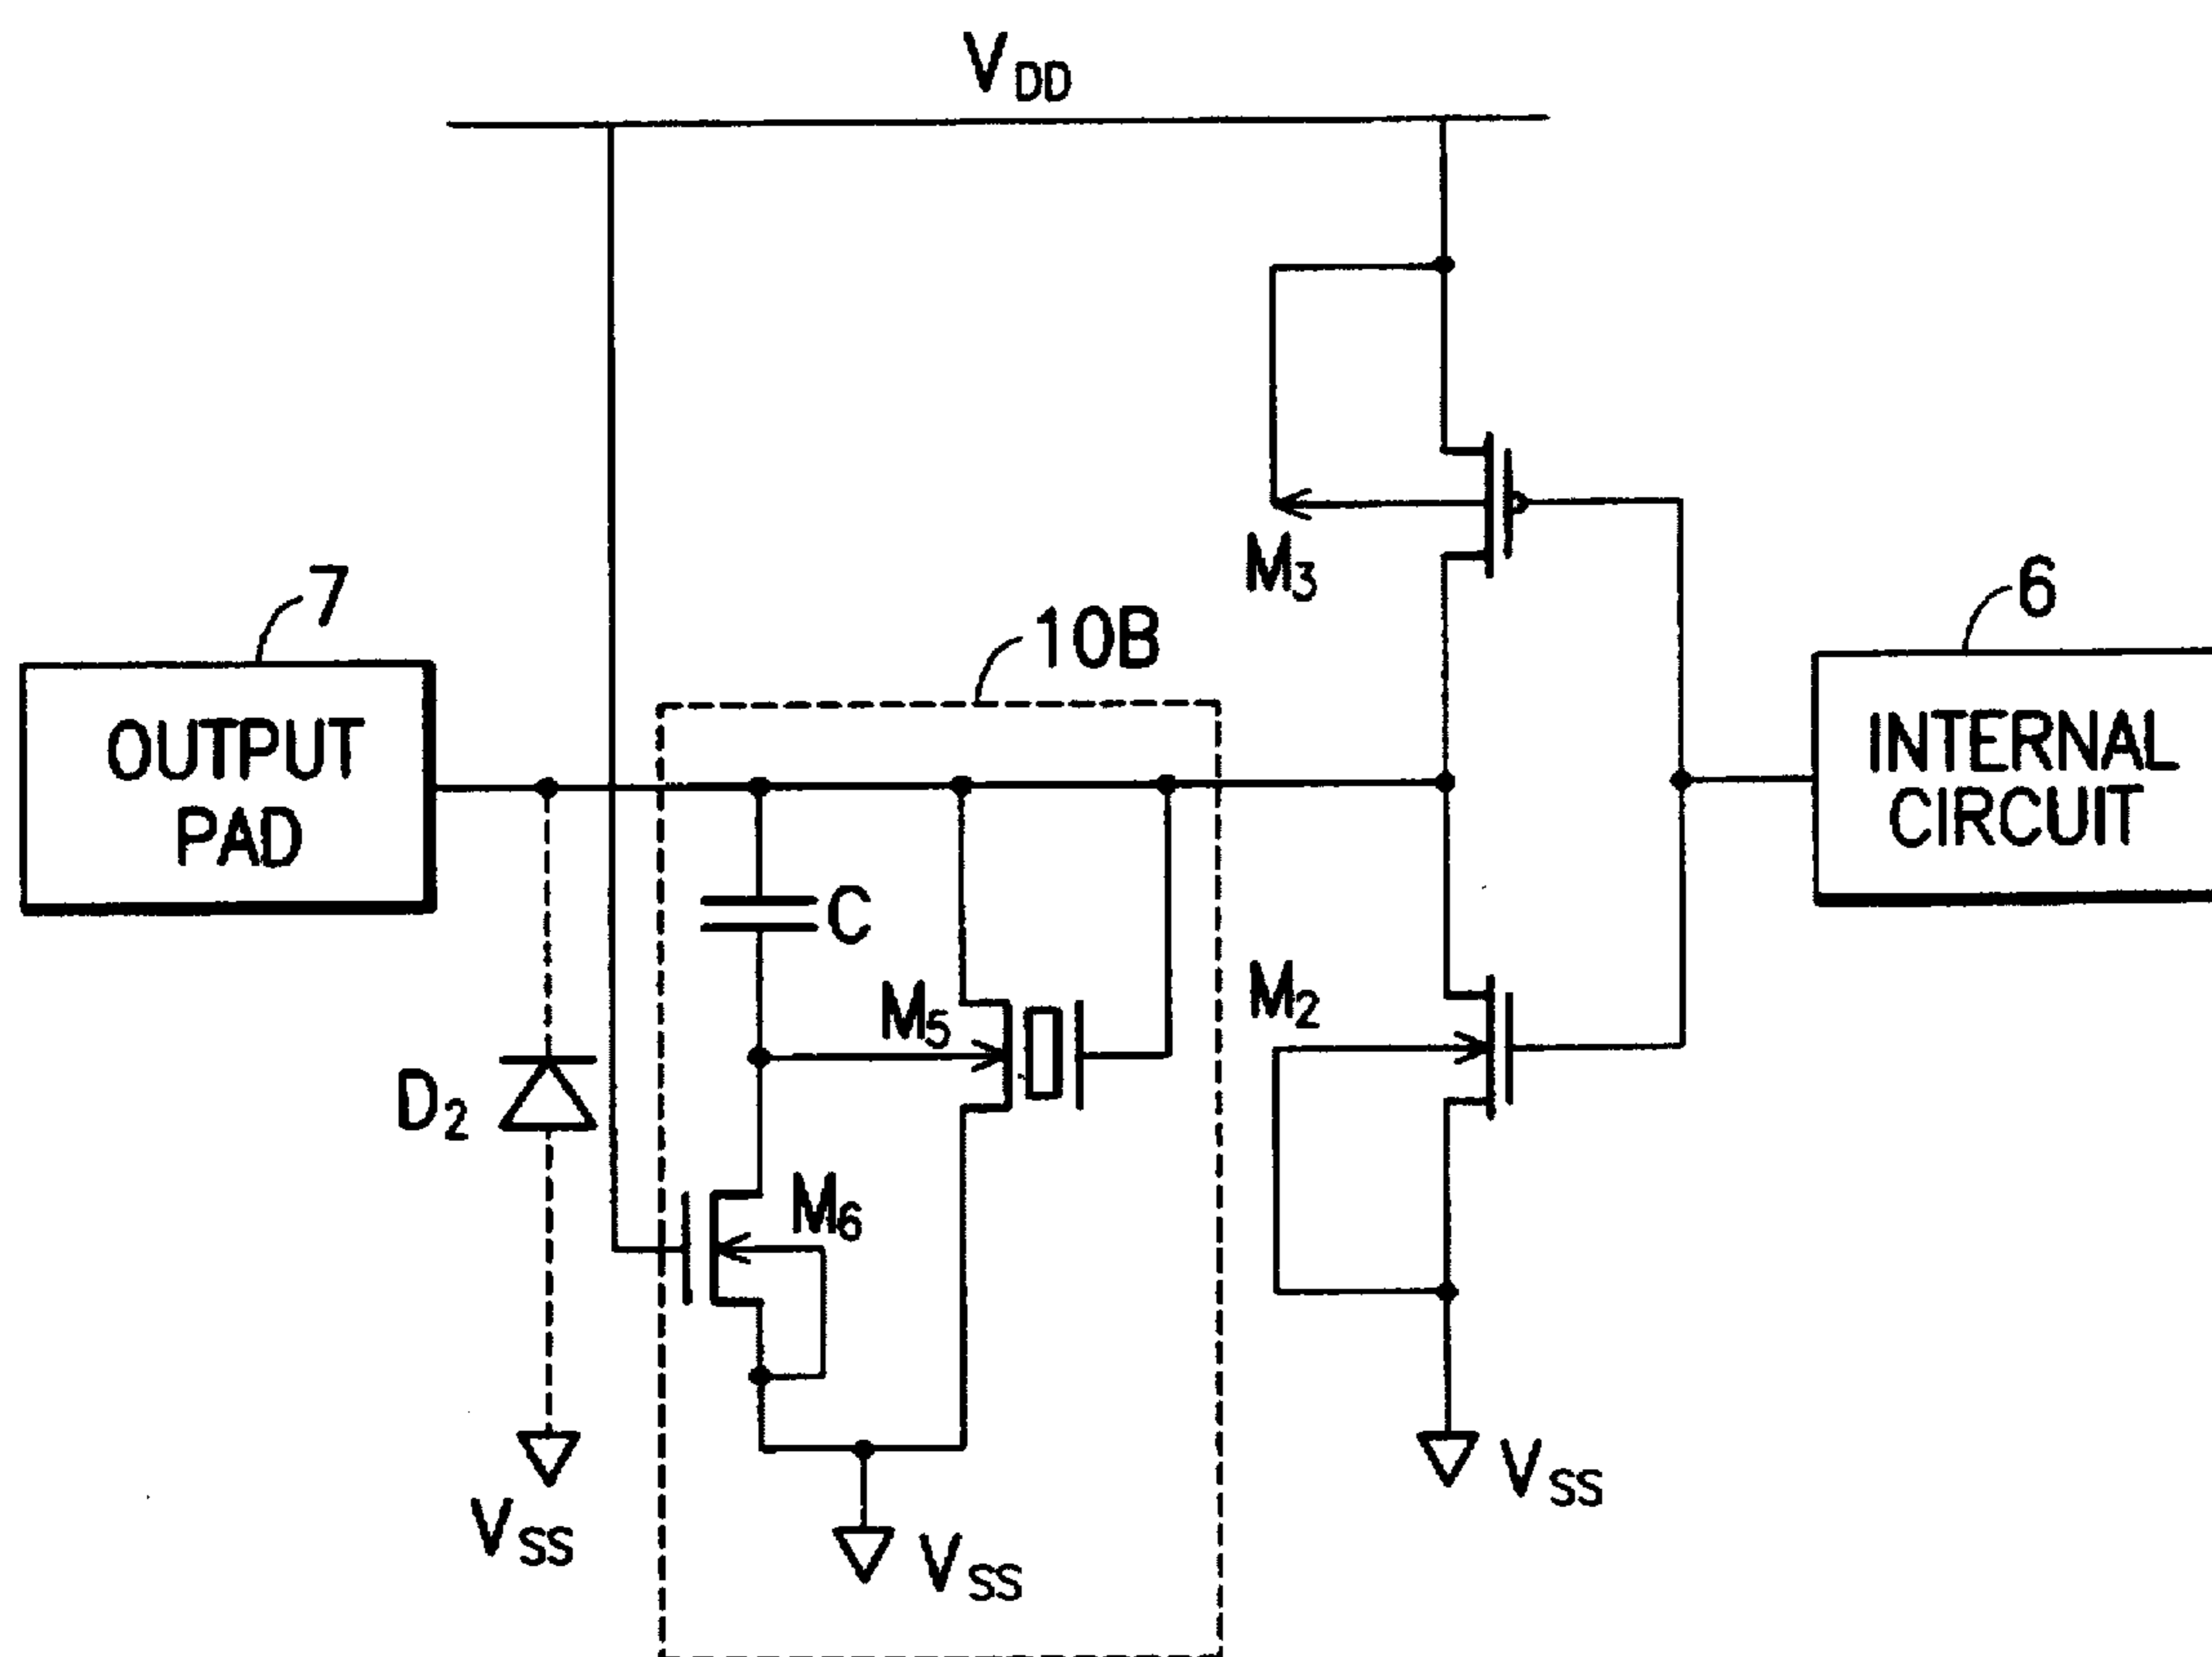 VDD
M3
7
6
10B
OUTPUT
PAD
INTERNAL
CIRCUIT
C
M5
M2
D2
M6
VSS
VSS
VSS